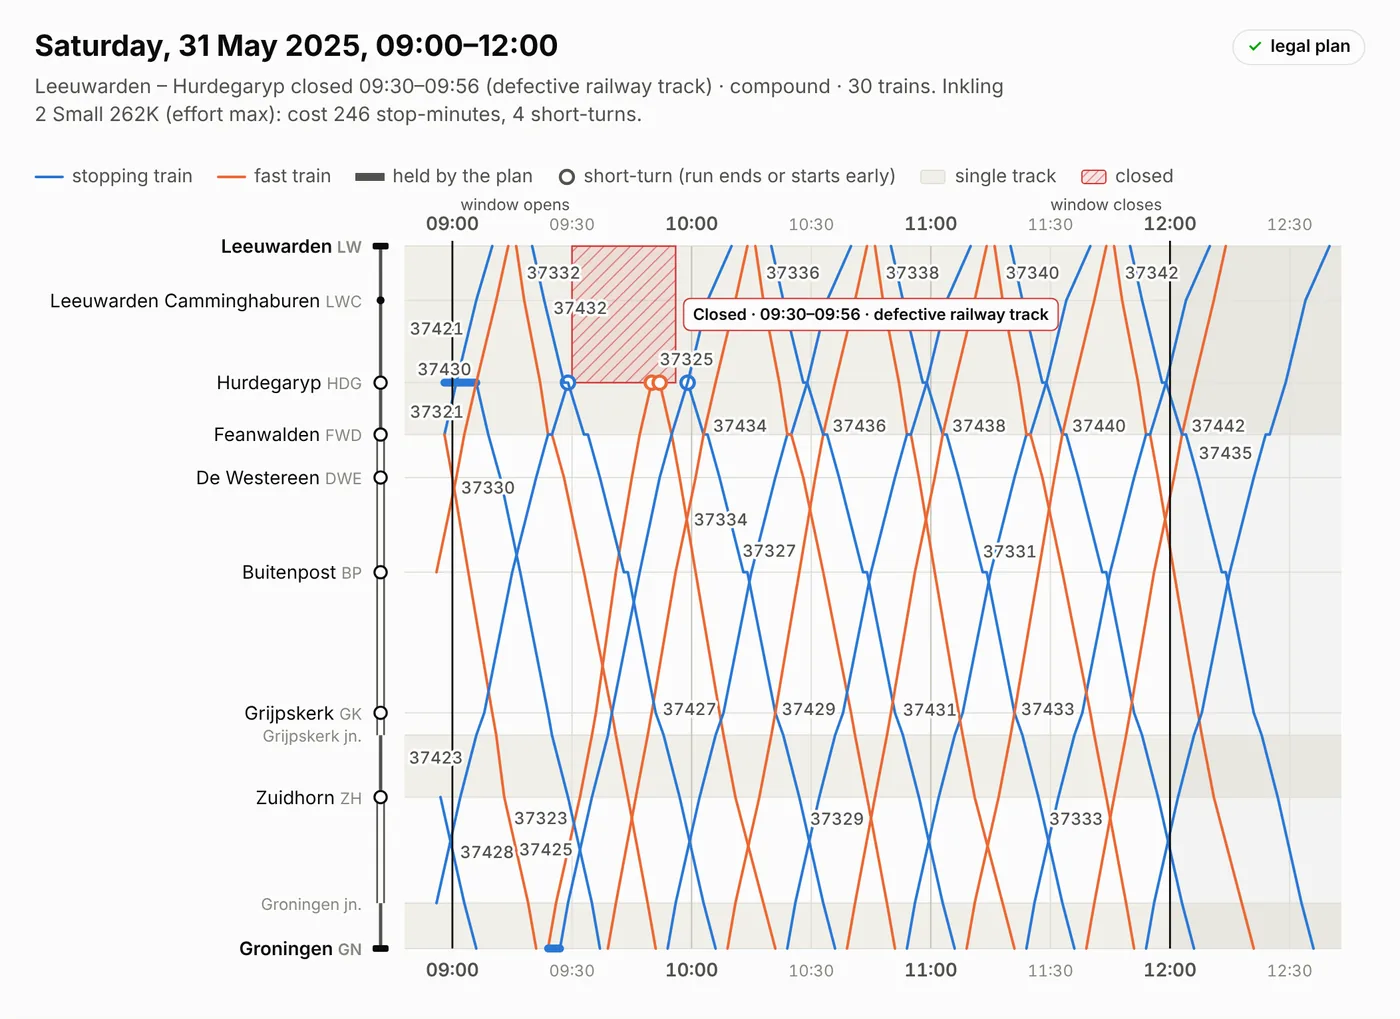 Saturday, 31 May 2025, 09:00–12:00
legal plan
Leeuwarden – Hurdegaryp closed 09:30–09:56 (defective railway track) · compound · 30 trains. Inkling
2 Small 262K (effort max): cost 246 stop-minutes, 4 short-turns.
stopping train
fast train
held by the plan
short-turn (run ends or starts early)
single track
closed
window opens
window closes
09:00
09:30
10:00
10:30
11:00
11:30
12:00
12:30
Leeuwarden LW
Leeuwarden Camminghaburen LWC
Hurdegaryp HDG
Feanwalden FWD
De Westereen DWE
Buitenpost BP
Grijpskerk GK
Grijpskerk jn.
Zuidhorn ZH
Groningen jn.
Groningen GN
37332
37336
37338
37340
37342
37432
Closed · 09:30–09:56 · defective railway track
37421
37325
37430
37321
37434
37436
37438
37440
37442
37435
37330
37334
37327
37331
37427
37429
37431
37433
37423
37323
37329
37333
37428
37425
09:00
09:30
10:00
10:30
11:00
11:30
12:00
12:30